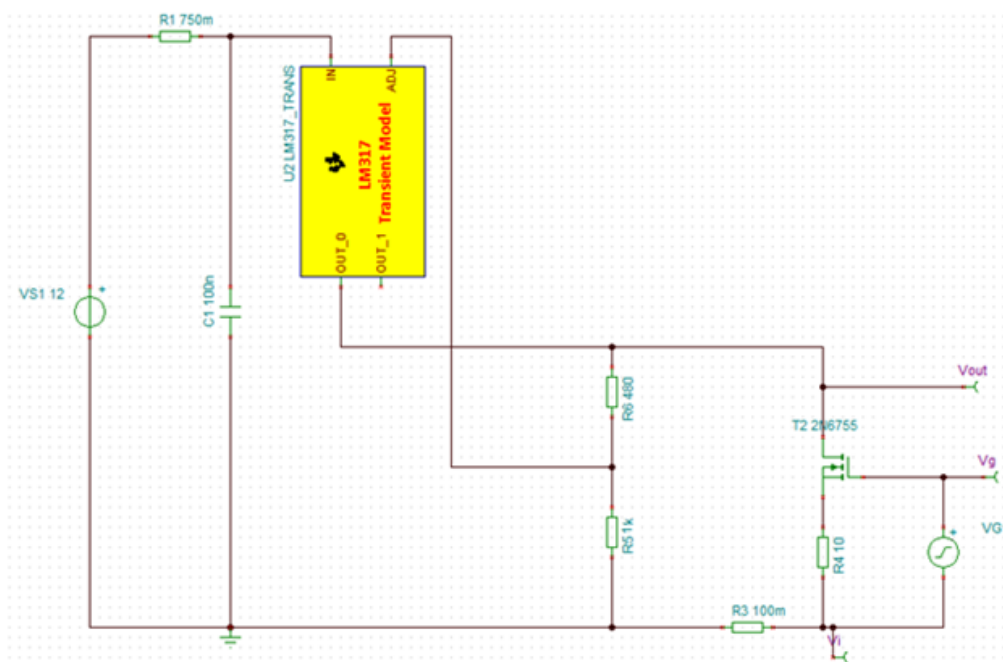 R1 750m
IN
ADJ
U2 LM317_TRANS
LM317
Transient Model
OUT_0
OUT_1
VS1 12
+
C1 100n
R6 480
Vout
T2 2N6755
Vg
+
VG
R5 1k
R4 10
R3 100m
Vi